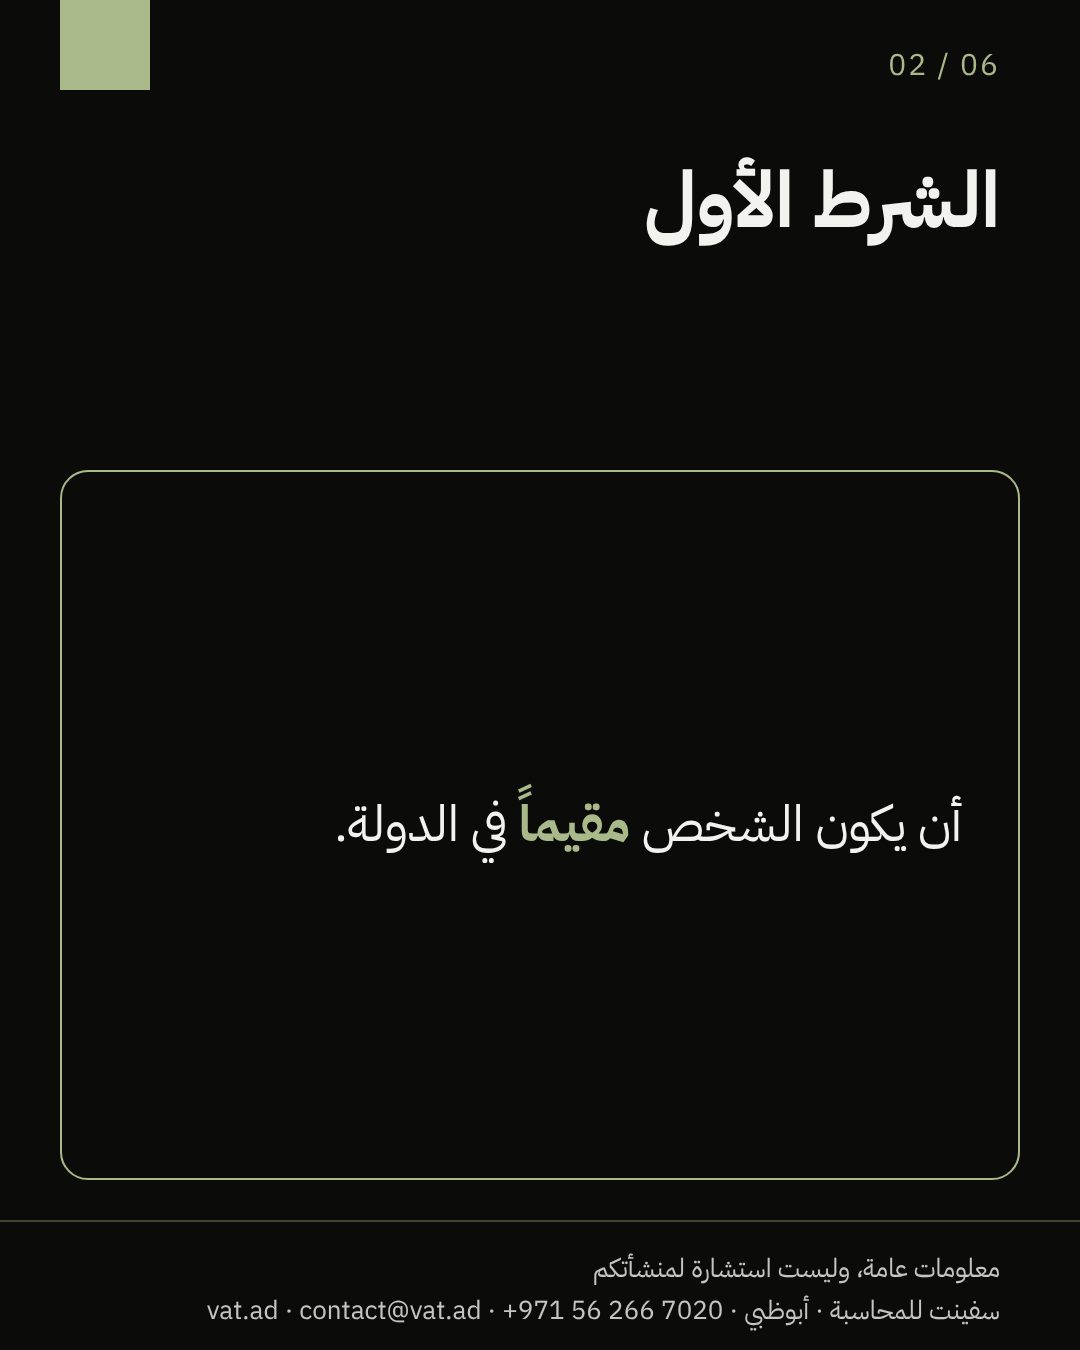 02 / 06
الشرط الأول
أن يكون الشخص مقيماً في الدولة.
معلومات عامة، وليست استشارة لمنشأتكم
سفينت للمحاسبة · أبوظبي · +971 56 266 7020 · contact@vat.ad · vat.ad